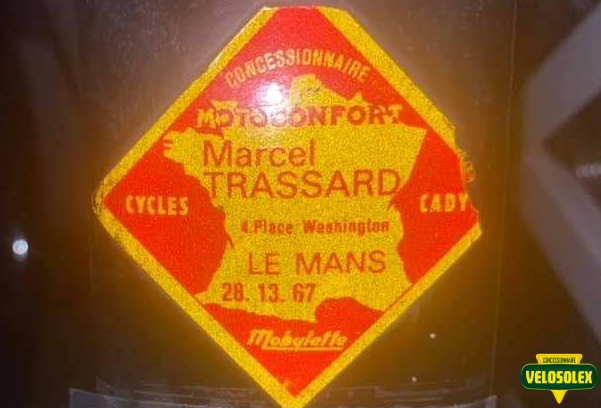 CONCESSIONNAIRE
MOTOCONFORT
Marcel
TRASSARD
CYCLES
CADY
4.Place Washington
LE MANS
28. 13. 67
Mobylette
CONCESSIONNAIRE
VELOSOLEX